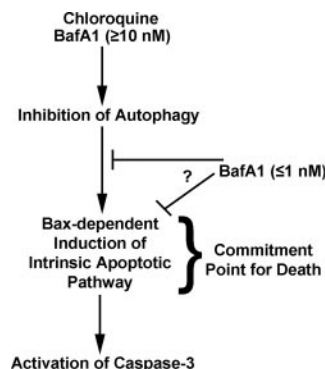 Chloroquine
BafA1 (≥10 nM)
Inhibition of Autophagy
?
BafA1 (≤1 nM)
Bax-dependent
Induction of
Intrinsic Apoptotic
Pathway
Commitment
Point for Death
Activation of Caspase-3